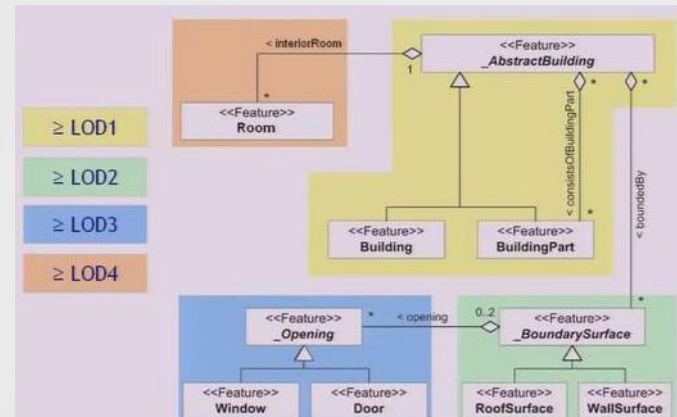 < interiorRoom
<<Feature>>
_AbstractBuilding
1
*
*
*
<<Feature>>
Room
≥ LOD1
≥ LOD2
≥ LOD3
≥ LOD4
< consistsOfBuildingPart
< boundedBy
*
<<Feature>>
Building
<<Feature>>
BuildingPart
*
<<Feature>>
_Opening
*
< opening
0..2
<<Feature>>
_BoundarySurface
<<Feature>>
Window
<<Feature>>
Door
<<Feature>>
RoofSurface
<<Feature>>
WallSurface